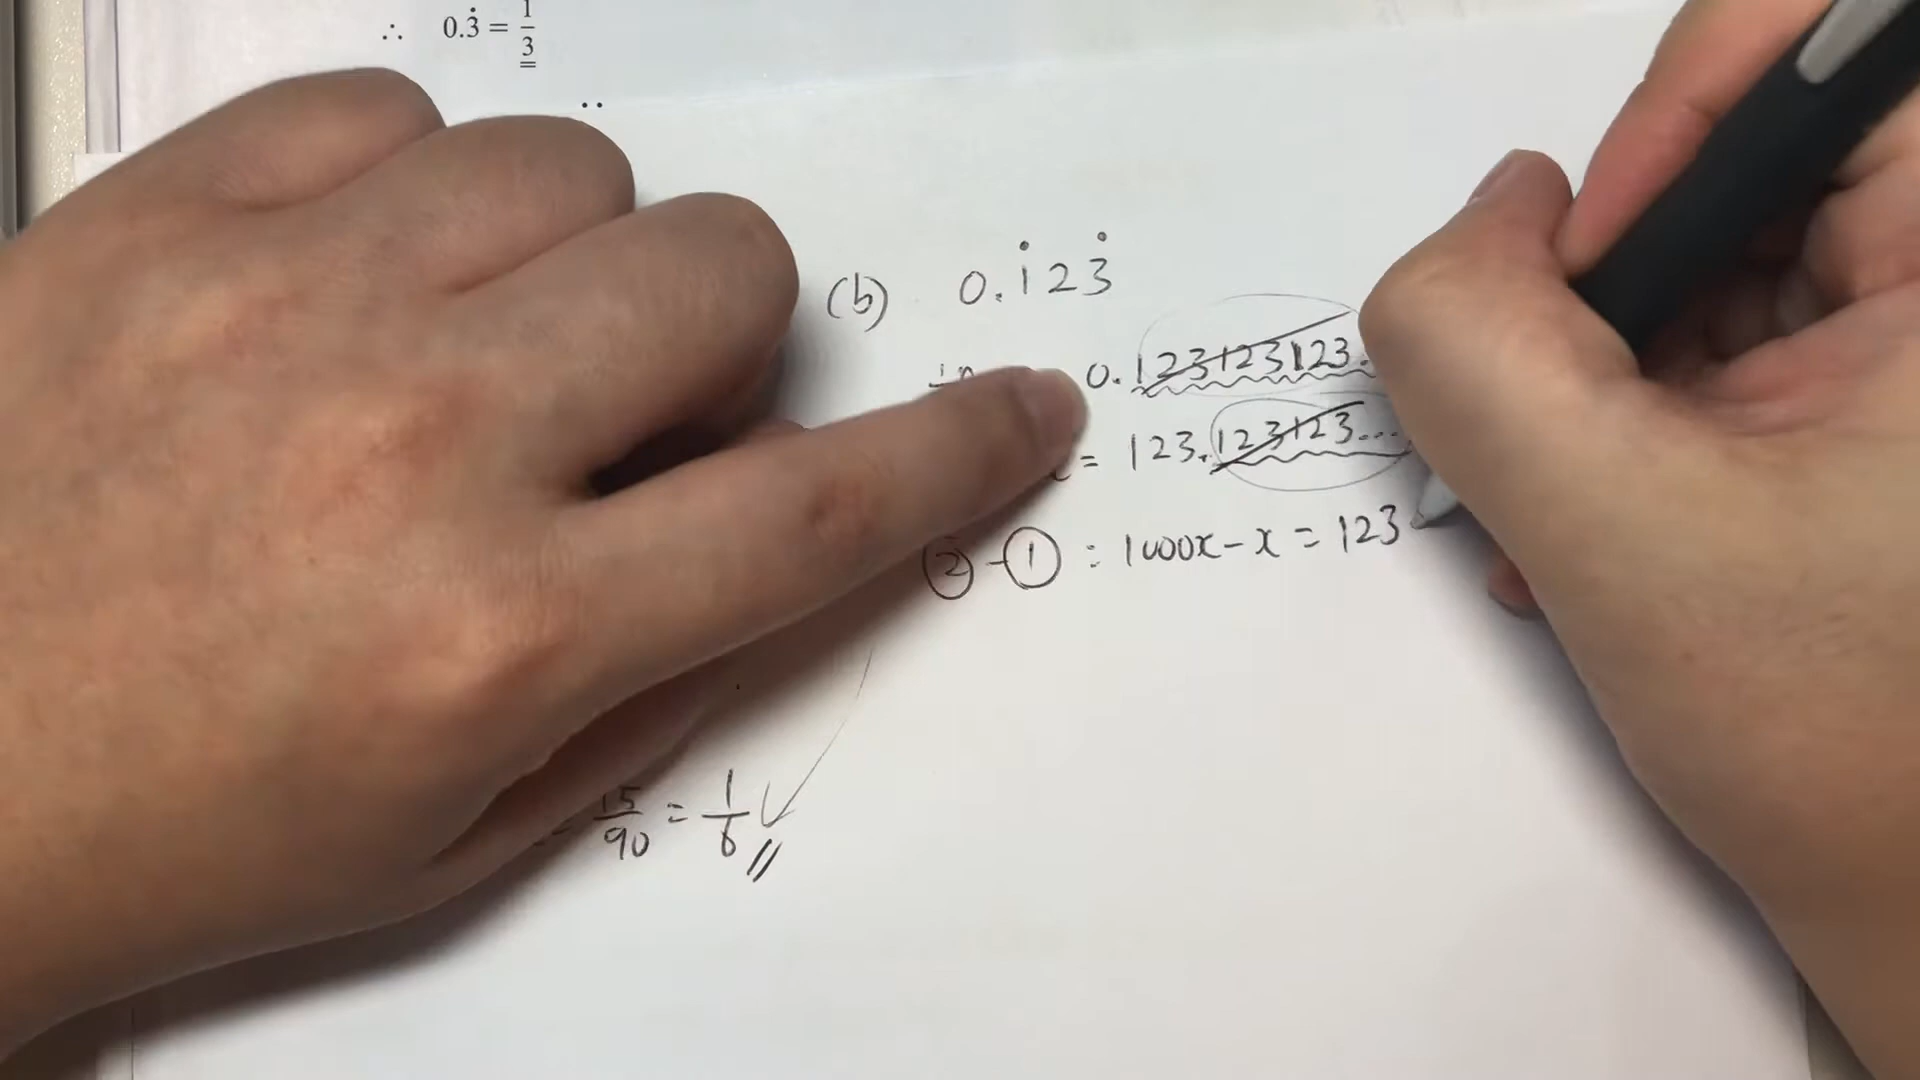 ∴ 0.3̇ = 1/3
(b) 0.1̇23̇
0.123123123.
= 123.123123...
② - ① : 1000x - x = 123
15/90 = 1/6